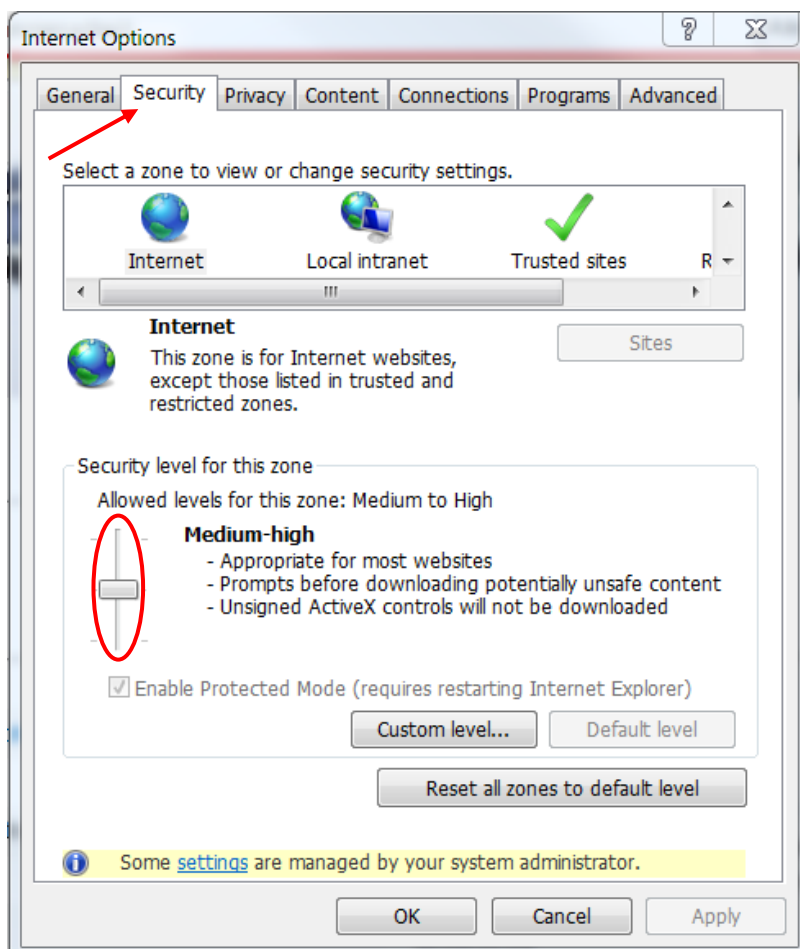 Internet Options
General Security Privacy Content Connections Programs Advanced
Select a zone to view or change security settings.
Internet Local intranet Trusted sites R
Internet
Sites
This zone is for Internet websites,
except those listed in trusted and
restricted zones.
Security level for this zone
Allowed levels for this zone: Medium to High
Medium-high
- Appropriate for most websites
- Prompts before downloading potentially unsafe content
- Unsigned ActiveX controls will not be downloaded
Enable Protected Mode (requires restarting Internet Explorer)
Custom level... Default level
Reset all zones to default level
Some settings are managed by your system administrator.
OK Cancel Apply